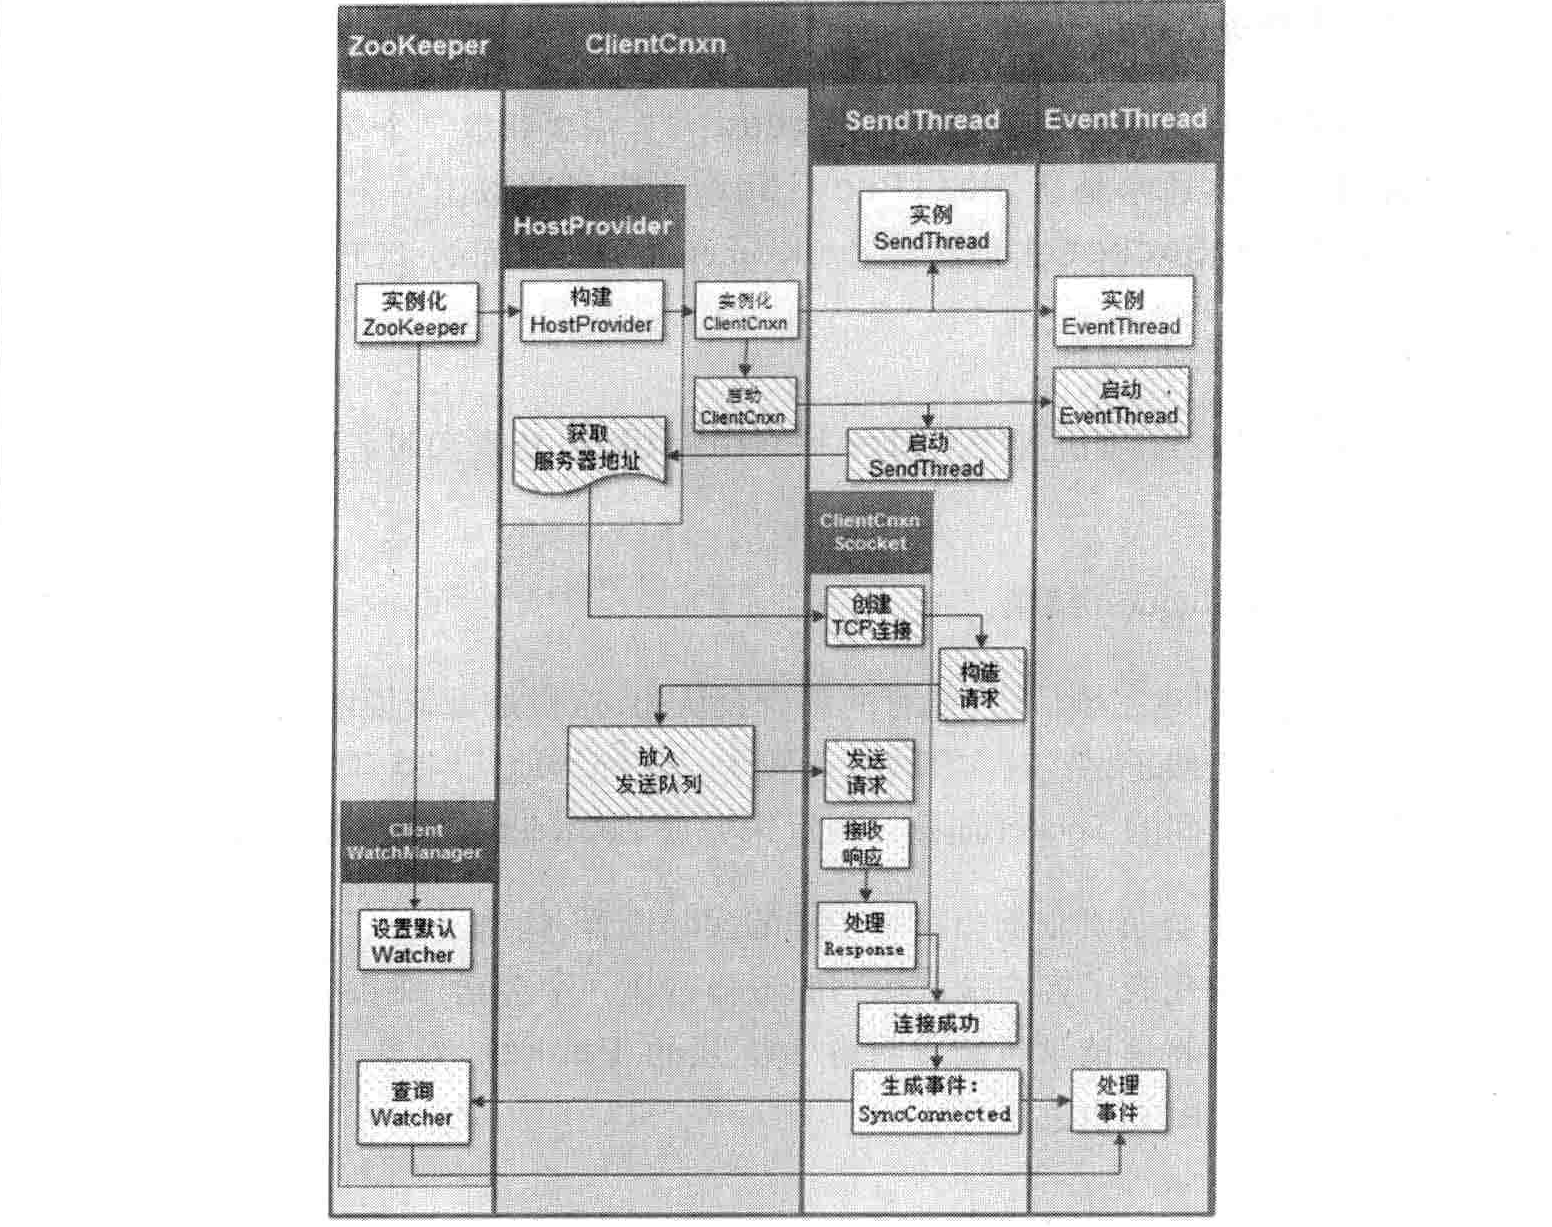 ZooKeeper
ClientCnxn
SendThread
EventThread
HostProvider
实例
SendThread
实例化
ZooKeeper
构建
HostProvider
实例化
ClientCnxn
实例
EventThread
启动
ClientCnxn
启动
EventThread
获取
服务器地址
启动
SendThread
ClientCnxn
Scocket
创建
TCP连接
构造
请求
放入
发送队列
发送
请求
接收
响应
Client
WatchManager
设置默认
Watcher
处理
Response
连接成功
查询
Watcher
生成事件：
SyncConnected
处理
事件